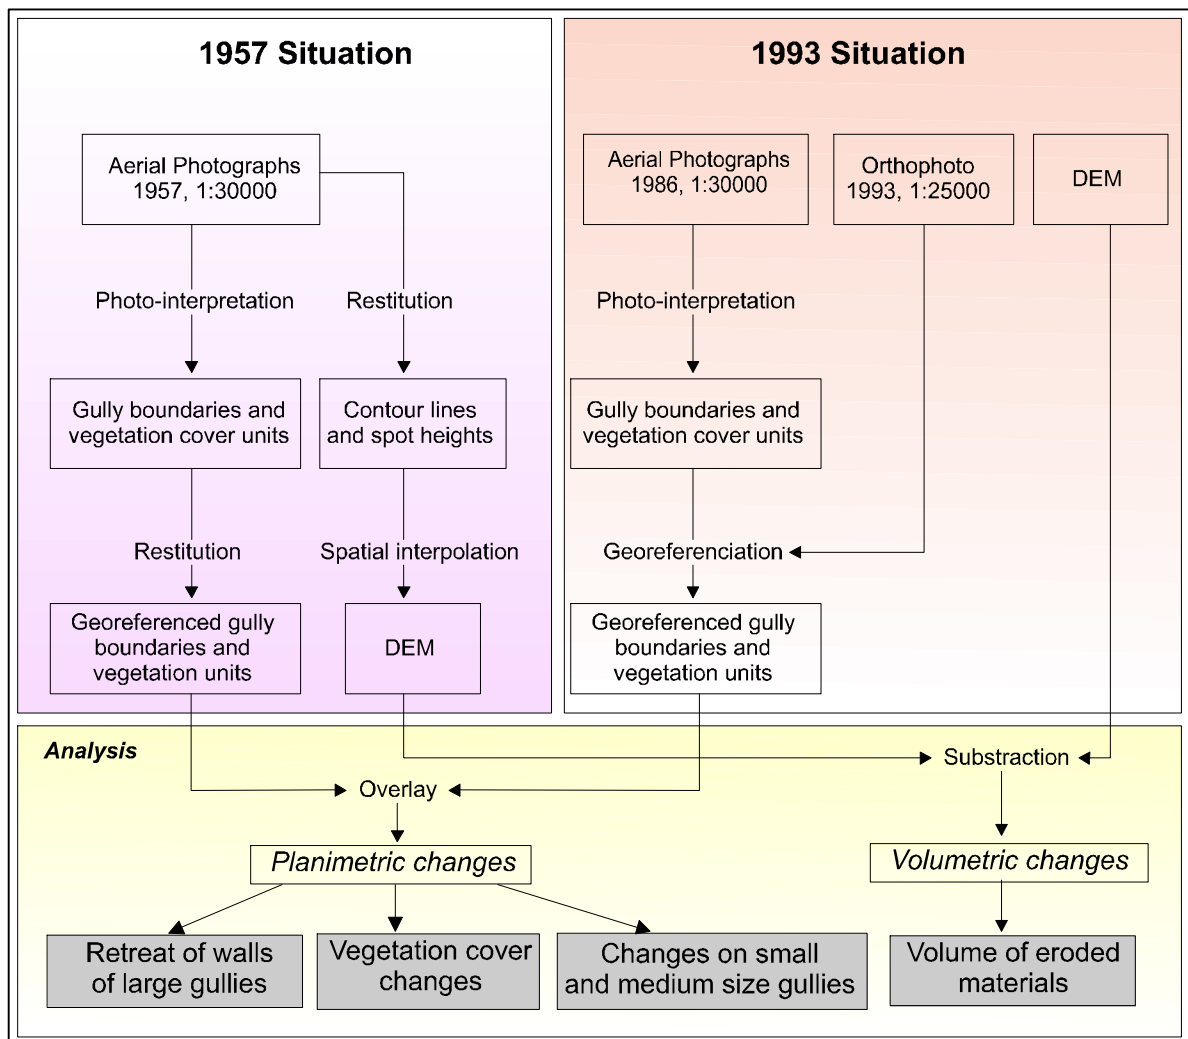 1957 Situation
Aerial Photographs
1957, 1:30000
Photo-interpretation
Restitution
Gully boundaries and
vegetation cover units
Contour lines
and spot heights
Restitution
Spatial interpolation
Georeferenced gully
boundaries and
vegetation units
DEM
1993 Situation
Aerial Photographs
1986, 1:30000
Orthophoto
1993, 1:25000
DEM
Photo-interpretation
Gully boundaries and
vegetation cover units
Georeferenciation
Georeferenced gully
boundaries and
vegetation units
Analysis
Substraction
Overlay
Planimetric changes
Volumetric changes
Retreat of walls
of large gullies
Vegetation cover
changes
Changes on small
and medium size gullies
Volume of eroded
materials